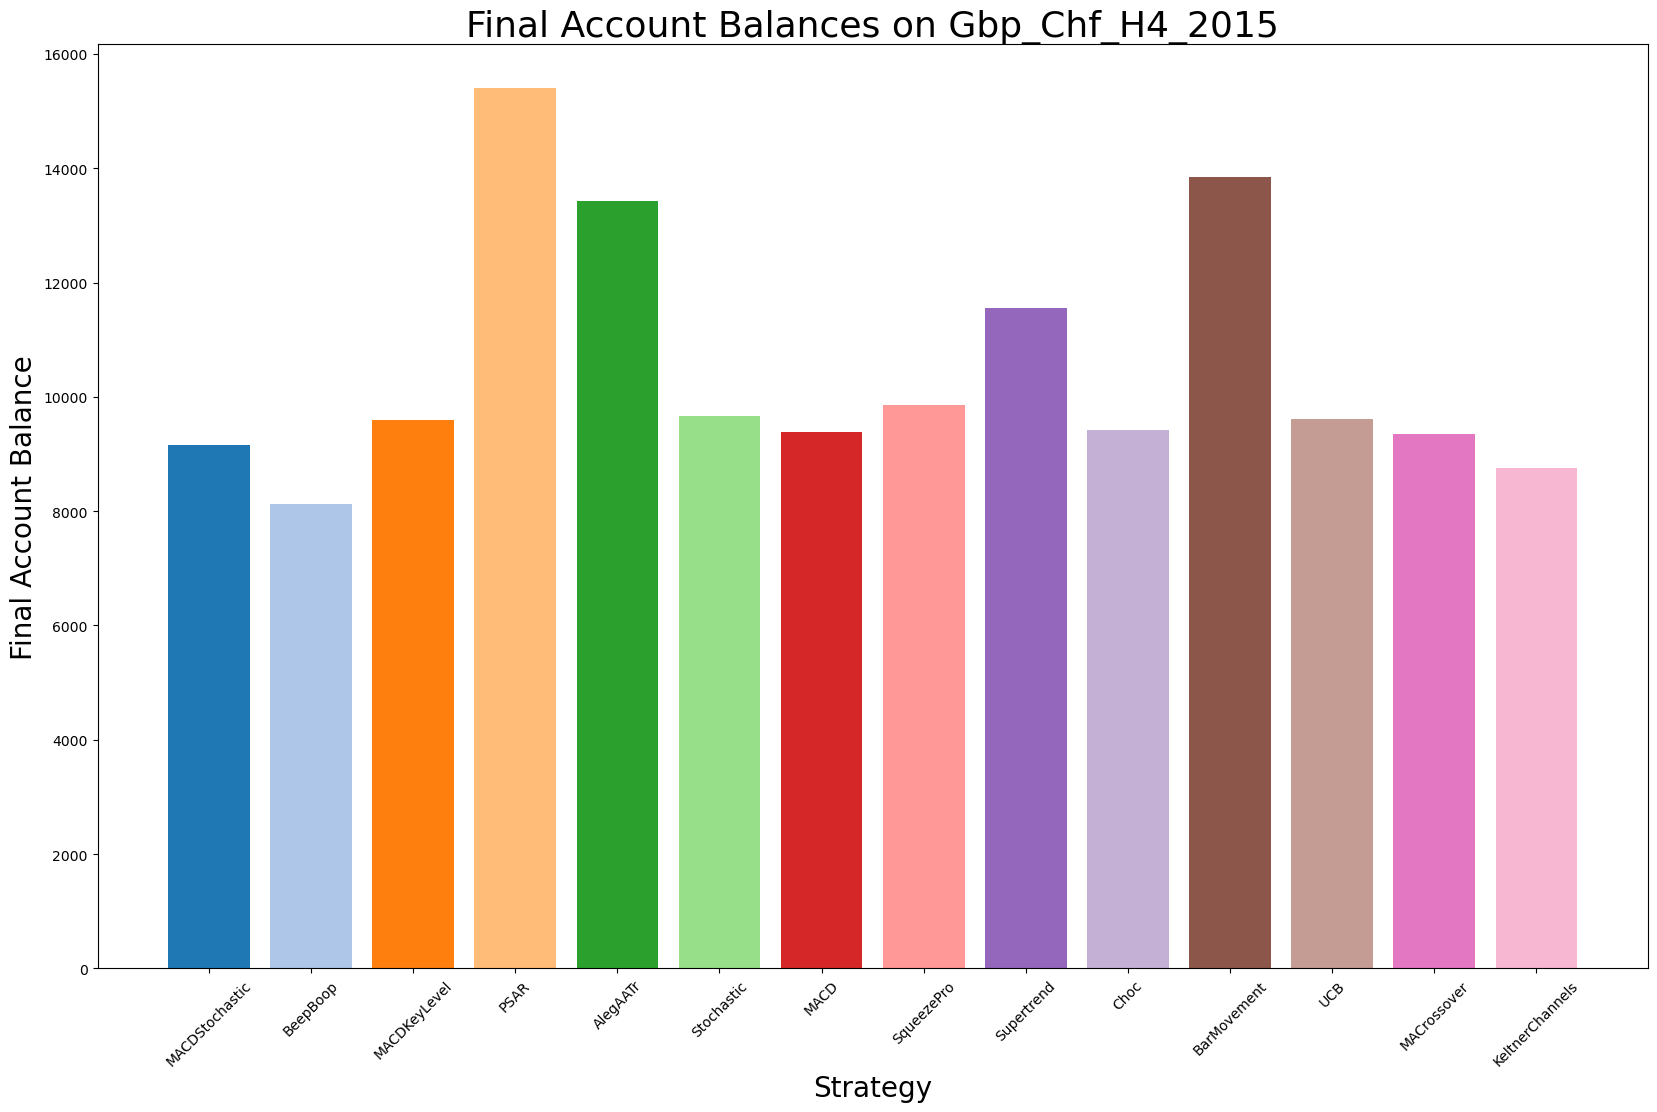 Final Account Balances on Gbp_Chf_H4_2015
Final Account Balance
16000
14000
12000
10000
8000
6000
4000
2000
0
MACDStochastic
BeepBoop
MACDKeyLevel
PSAR
AlegAATr
Stochastic
MACD
SqueezePro
Supertrend
Choc
BarMovement
UCB
MACrossover
KeltnerChannels
Strategy